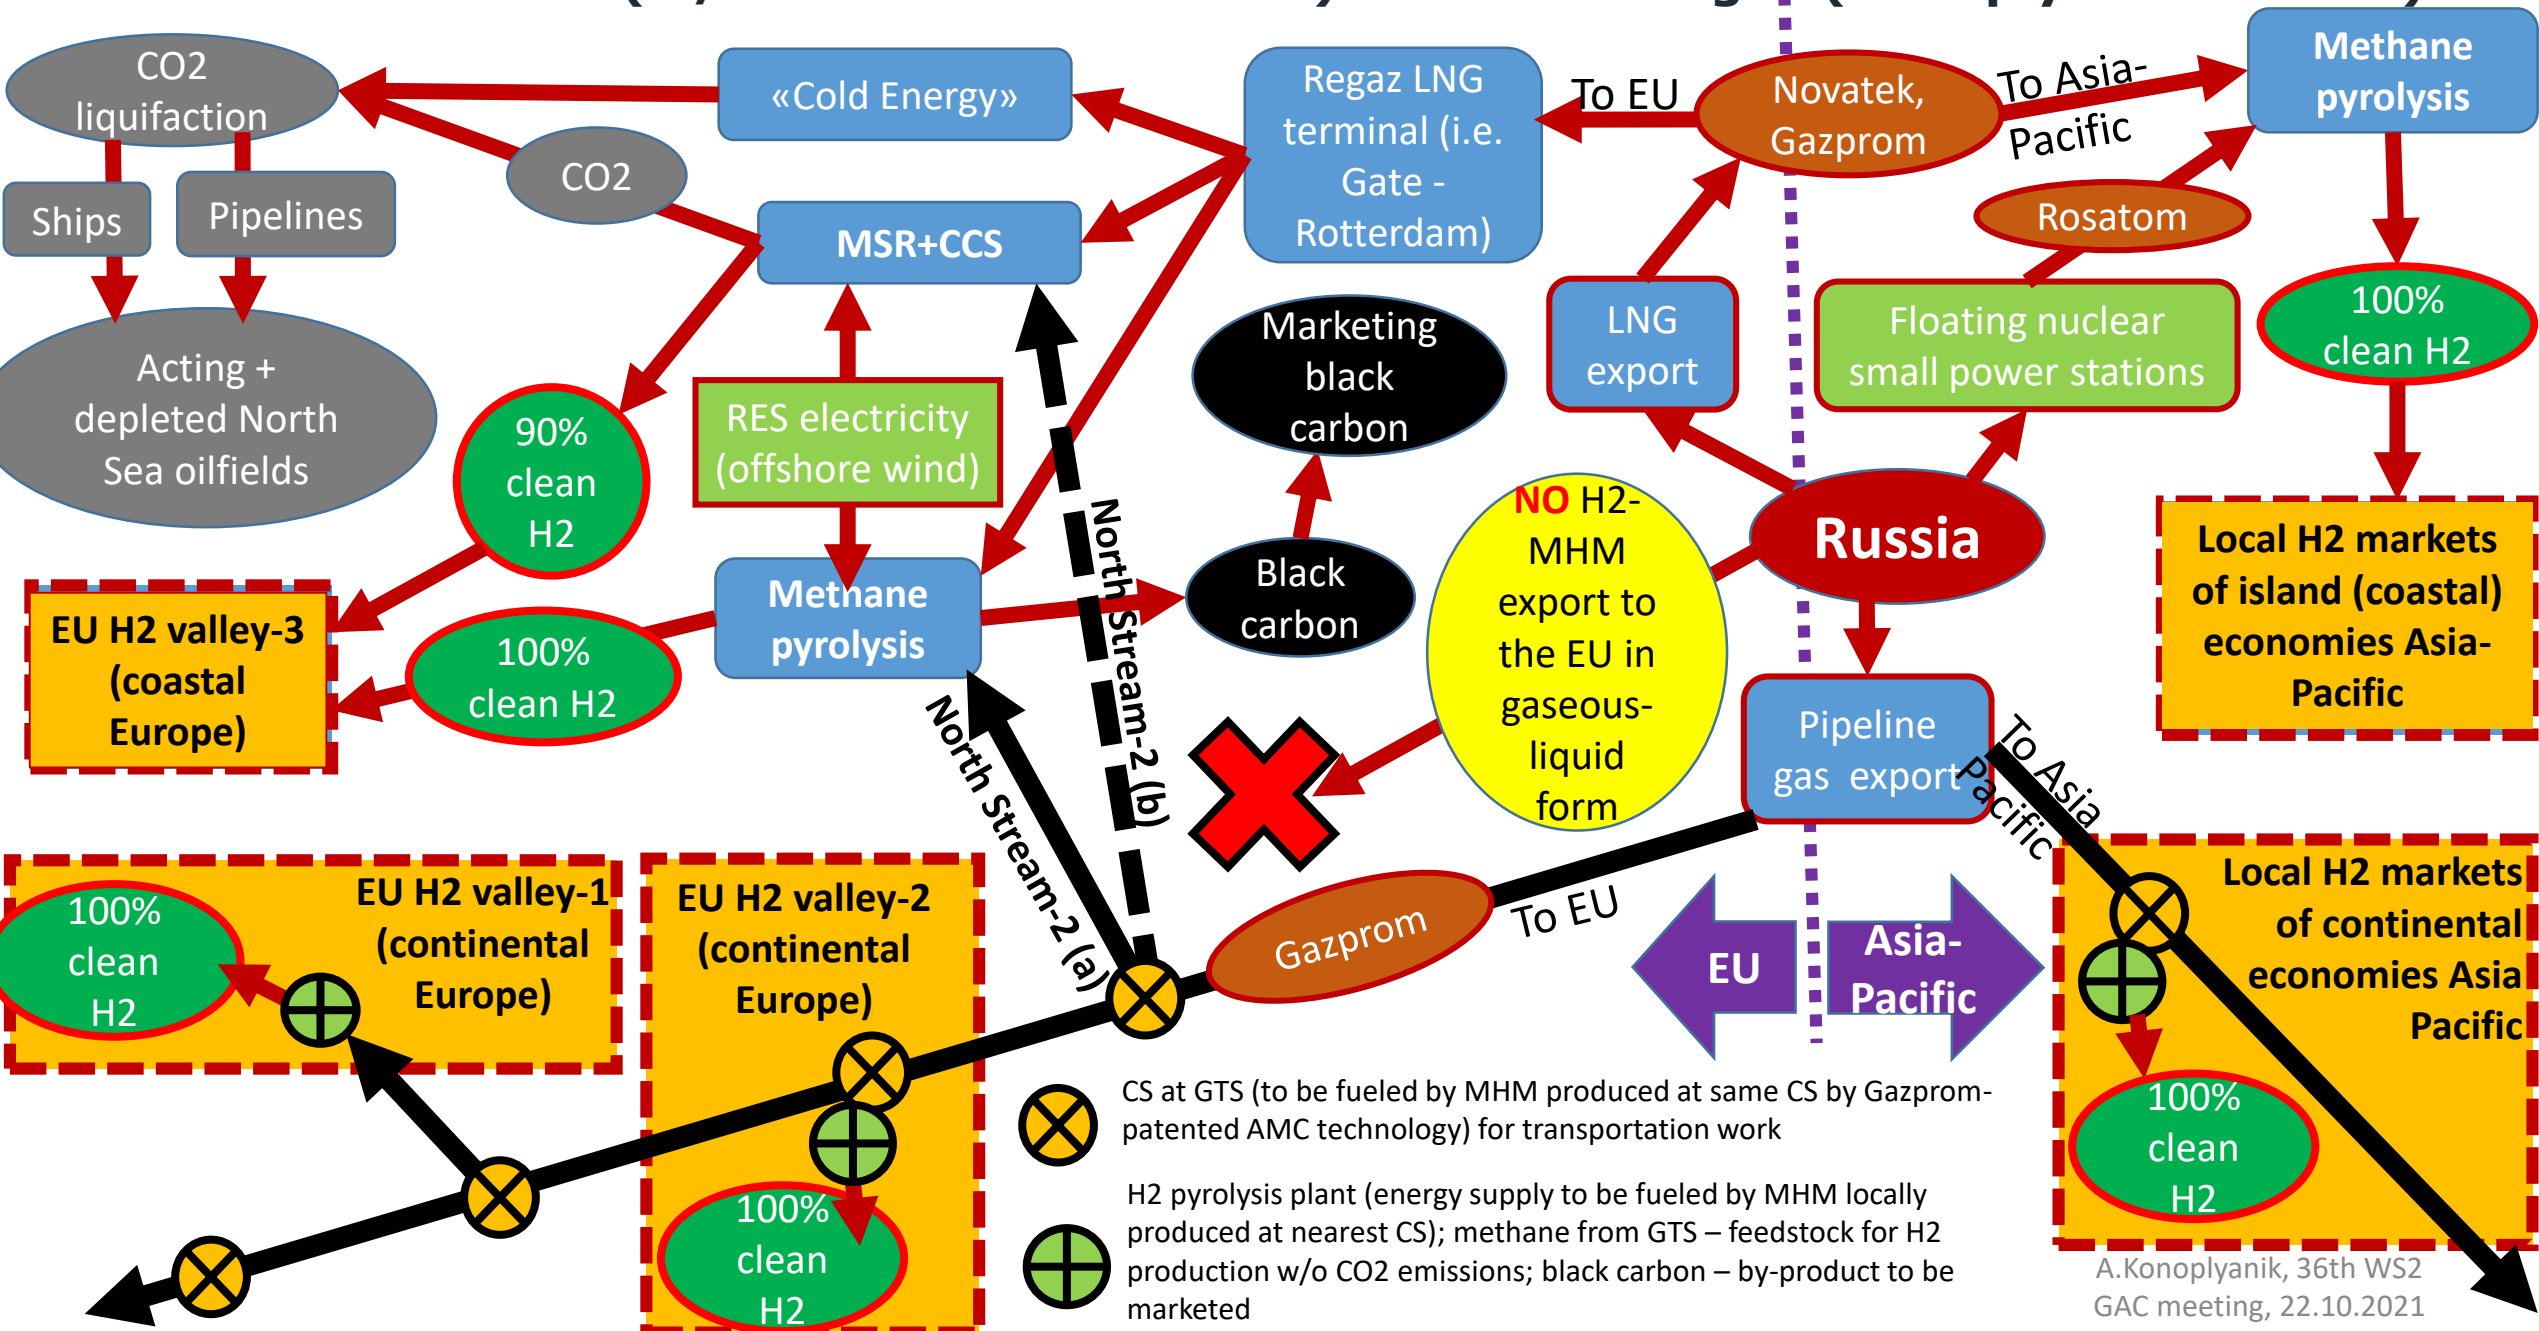 CO2
liquifaction
«Cold Energy»
Regaz LNG
terminal (i.e.
Gate -
Rotterdam)
To EU
Novatek,
Gazprom
To Asia-
Pacific
Methane
pyrolysis
CO2
Ships
Pipelines
MSR+CCS
Rosatom
Acting +
depleted North
Sea oilfields
90%
clean
H2
RES electricity
(offshore wind)
Marketing
black
carbon
LNG
export
Floating nuclear
small power stations
100%
clean H2
NO H2-
MHM
export to
the EU in
gaseous-
liquid
form
Russia
Local H2 markets
of island (coastal)
economies Asia-
Pacific
EU H2 valley-3
(coastal
Europe)
100%
clean H2
Methane
pyrolysis
Black
carbon
North Stream-2 (b)
North Stream-2 (a)
Pipeline
gas export
To Asia
Pacific
EU H2 valley-1
(continental
Europe)
100%
clean
H2
EU H2 valley-2
(continental
Europe)
100%
clean
H2
Gazprom
To EU
EU
Asia-
Pacific
Local H2 markets
of continental
economies Asia
Pacific
100%
clean
H2
CS at GTS (to be fueled by MHM produced at same CS by Gazprom-
patented AMC technology) for transportation work
H2 pyrolysis plant (energy supply to be fueled by MHM locally
produced at nearest CS); methane from GTS – feedstock for H2
production w/o CO2 emissions; black carbon – by-product to be
marketed
A.Konoplyanik, 36th WS2
GAC meeting, 22.10.2021